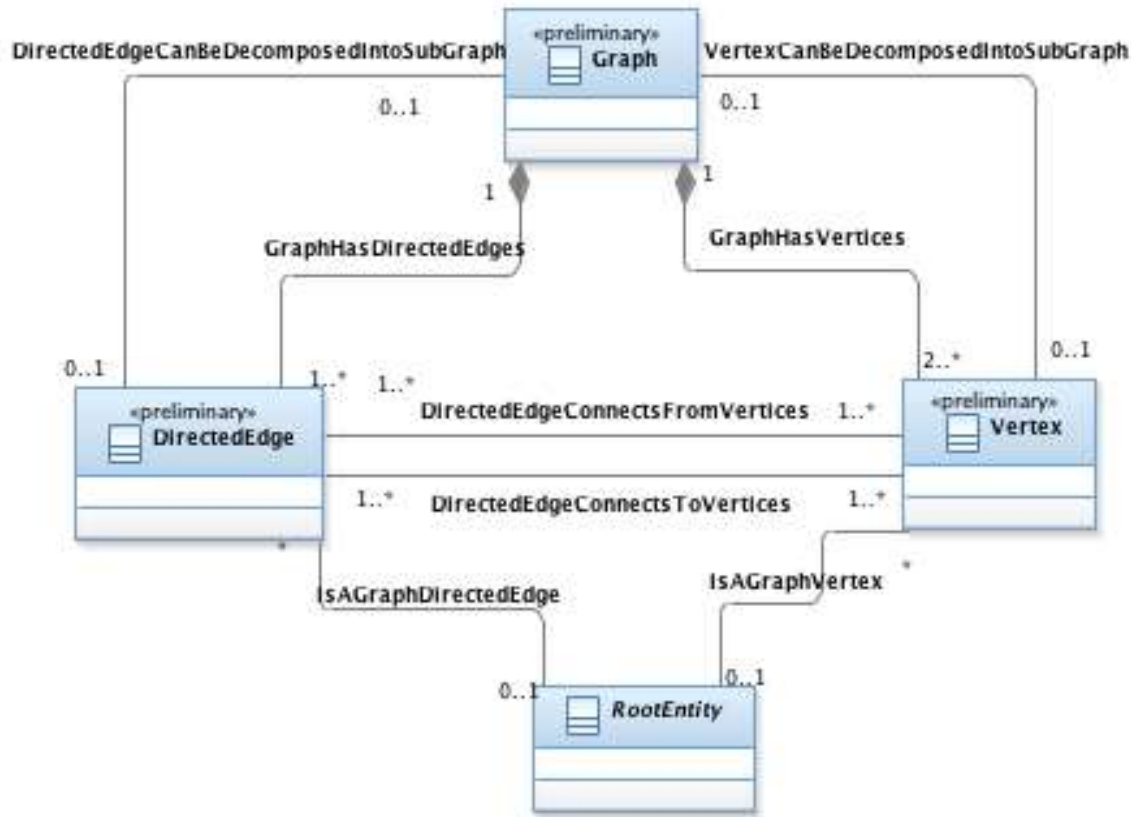 «preliminary»
Graph
DirectedEdgeCanBeDecomposedIntoSubGraph
VertexCanBeDecomposedIntoSubGraph
0..1
0..1
1
1
GraphHasDirectedEdges
GraphHasVertices
0..1
1..*
1..*
2..*
0..1
«preliminary»
DirectedEdge
DirectedEdgeConnectsFromVertices
1..*
«preliminary»
Vertex
1..*
DirectedEdgeConnectsToVertices
1..*
*
*
IsAGraphDirectedEdge
IsAGraphVertex
0..1
0..1
RootEntity